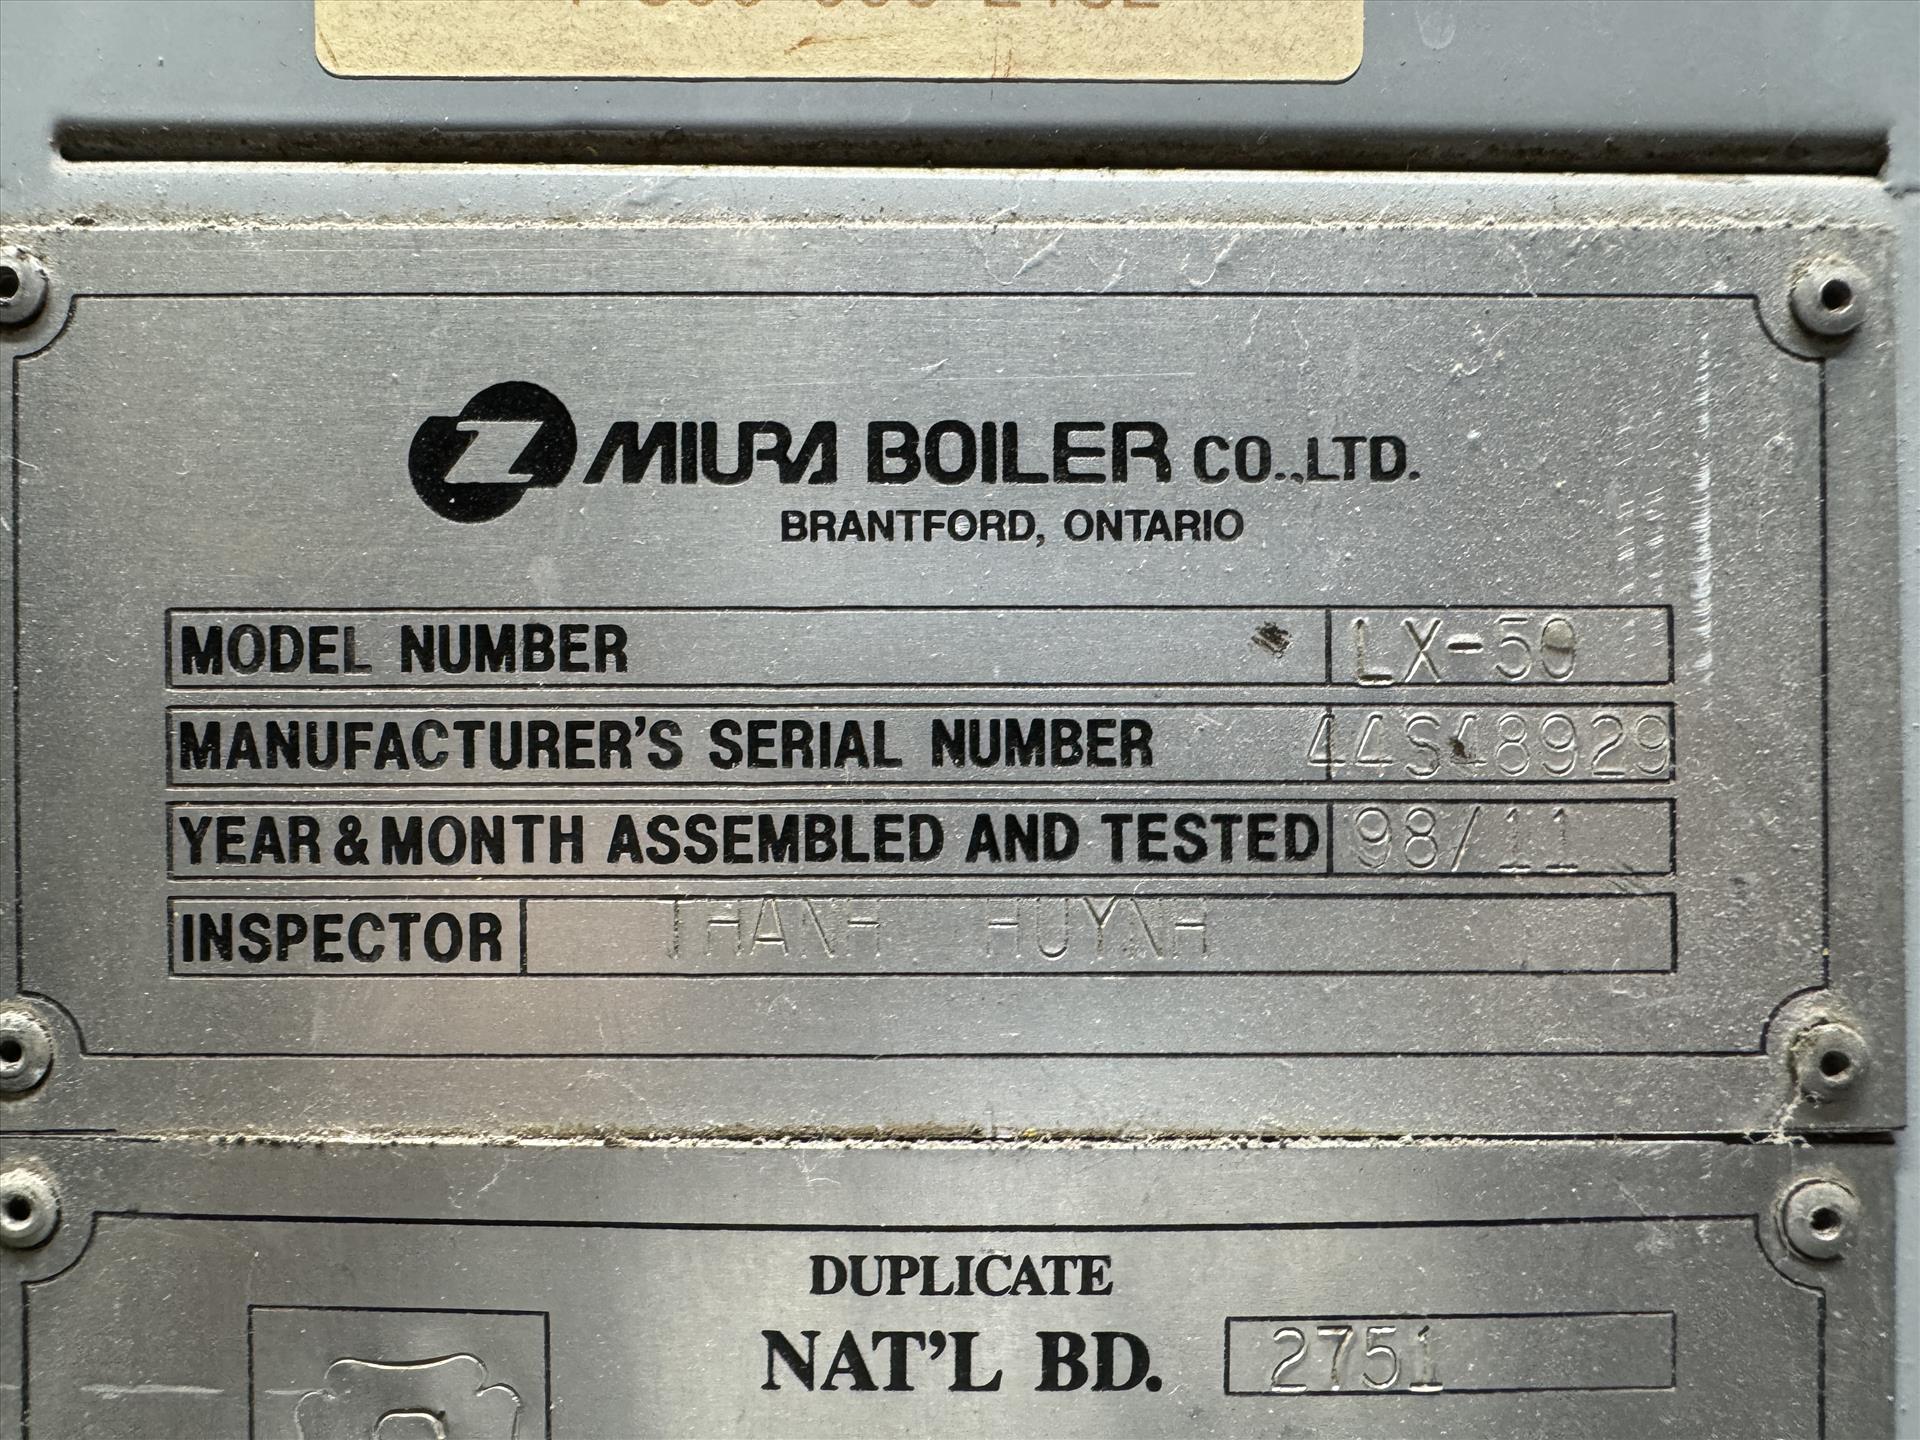 MIURA BOILER CO.,LTD.
BRANTFORD, ONTARIO
MODEL NUMBER LX-50
MANUFACTURER'S SERIAL NUMBER 44S48929
YEAR & MONTH ASSEMBLED AND TESTED 98/11
INSPECTOR THANH HUYNH
DUPLICATE
NAT'L BD. 2751